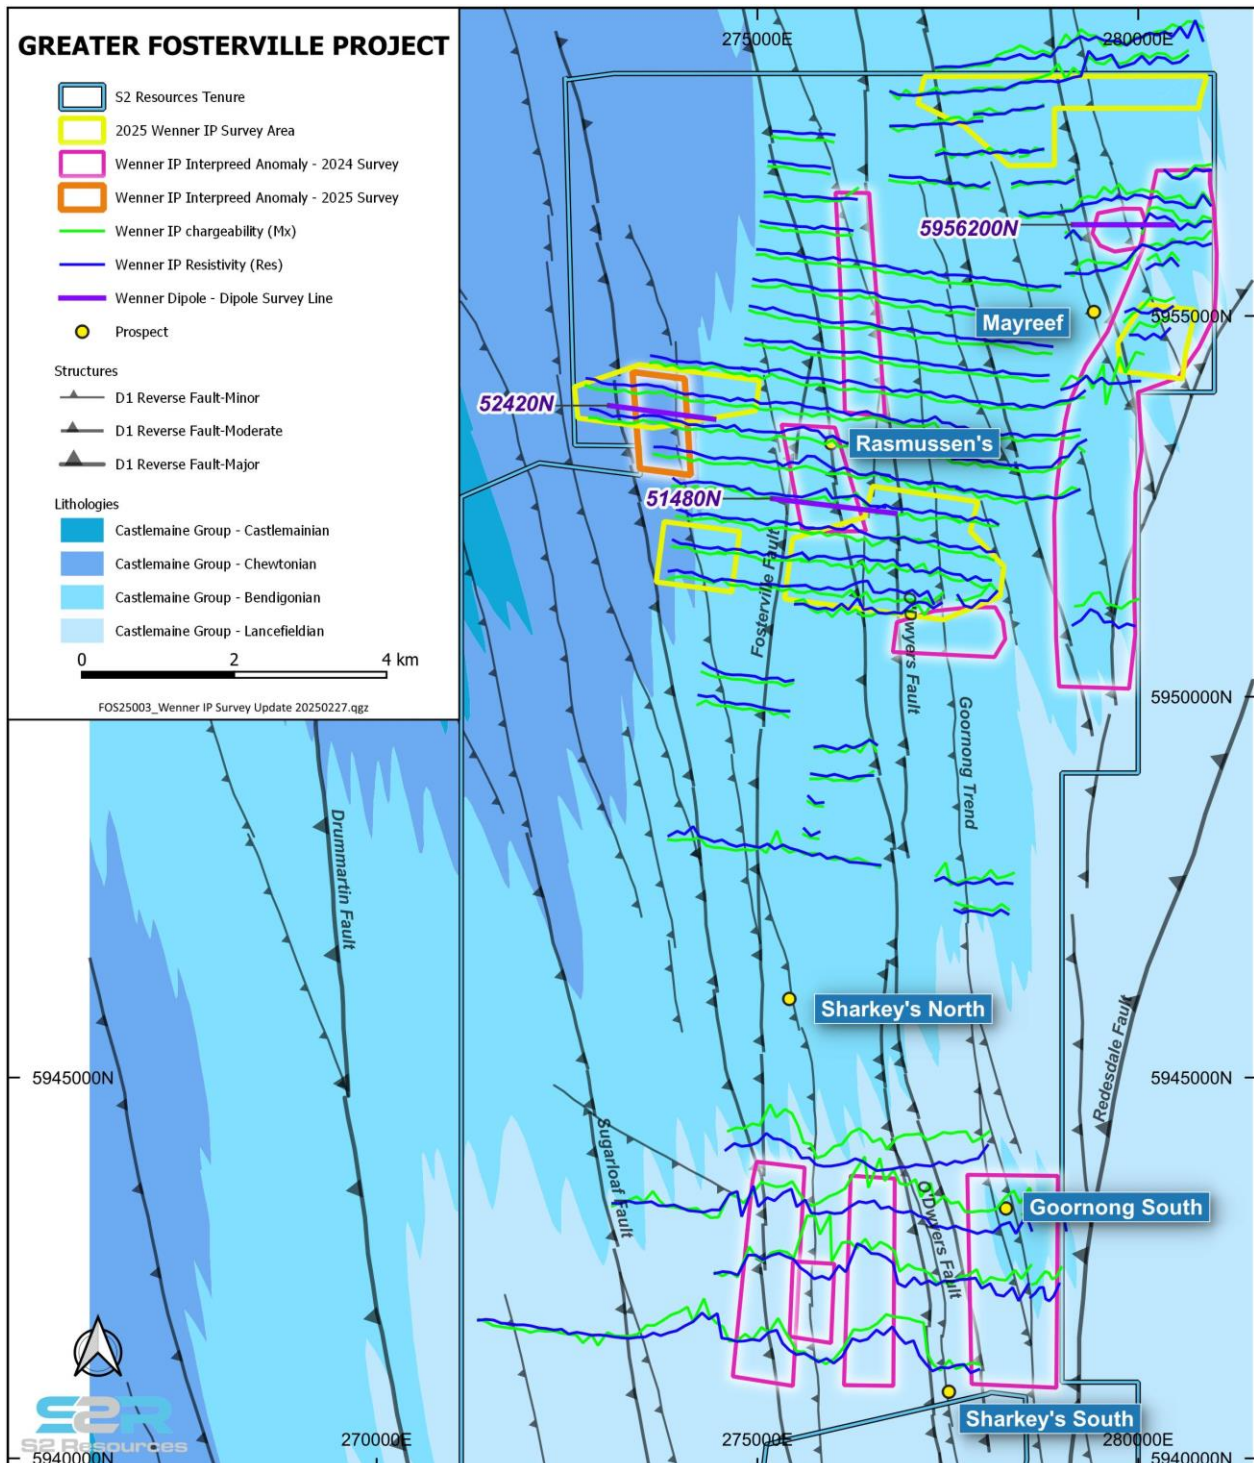 GREATER FOSTERVILLE PROJECT
S2 Resources Tenure
2025 Wenner IP Survey Area
Wenner IP Interpreed Anomaly - 2024 Survey
Wenner IP Interpreed Anomaly - 2025 Survey
Wenner IP chargeability (Mx)
Wenner IP Resistivity (Res)
Wenner Dipole - Dipole Survey Line
Prospect
Structures
D1 Reverse Fault-Minor
D1 Reverse Fault-Moderate
D1 Reverse Fault-Major
Lithologies
Castlemaine Group - Castlemainian
Castlemaine Group - Chewtonian
Castlemaine Group - Bendigonian
Castlemaine Group - Lancefieldian
0 2 4 km
FOS25003_Wenner IP Survey Update 20250227.qgz
275000E
280000E
5956200N
Mayreef
5955000N
52420N
Rasmussen's
51480N
Fosterville Fault
O'Dwyers Fault
5950000N
Goornong Trend
Drummartin Fault
Sharkey's North
Redesdale Fault
5945000N
5945000N
Sugarloaf Fault
O'Dwyers Fault
Goornong South
Sharkey's South
S2R
S2 Resources
270000E
275000E
280000E
5940000N
5940000N